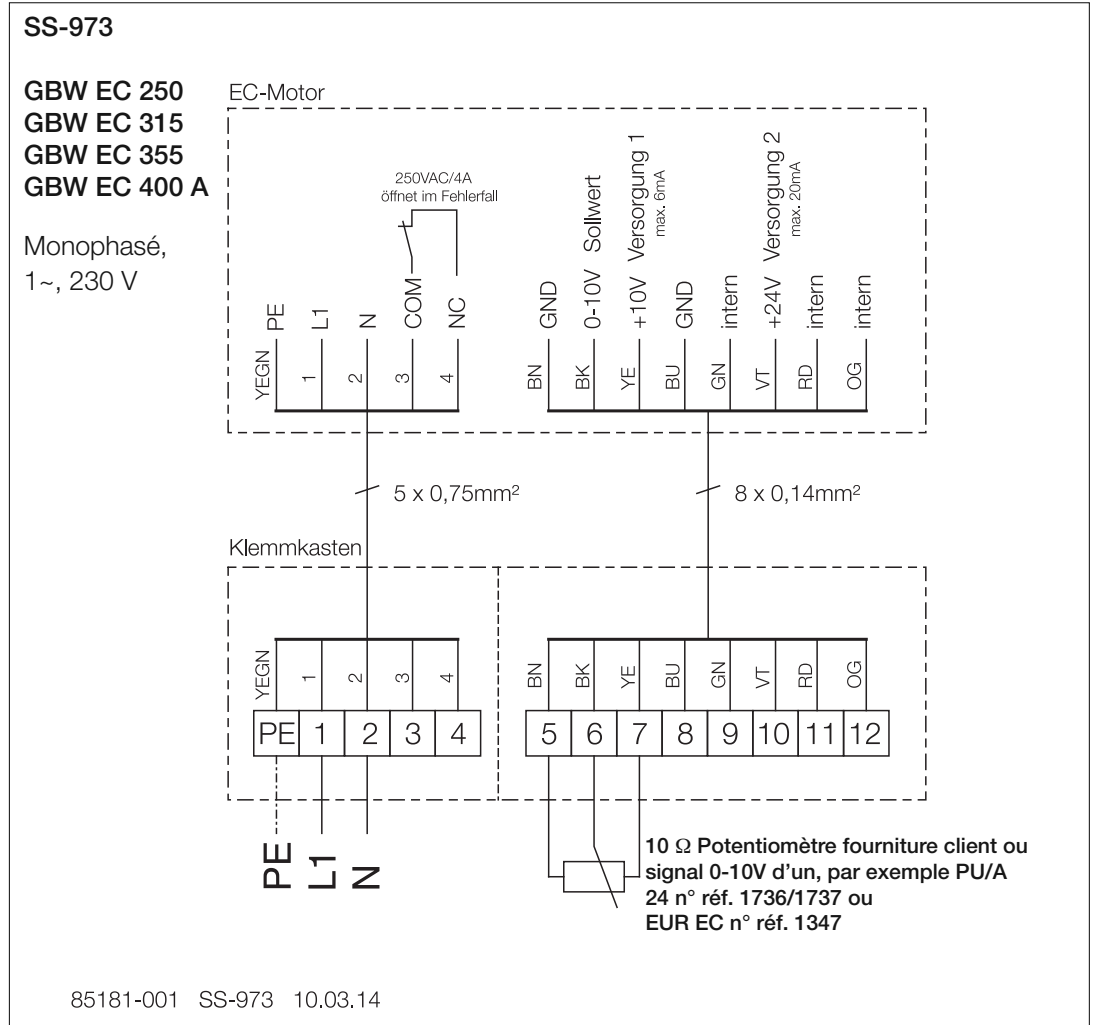 SS-973
GBW EC 250
GBW EC 315
GBW EC 355
GBW EC 400 A
Monophasé,
1~, 230 V
EC-Motor
250VAC/4A
öffnet im Fehlerfall
PE
L1
N
COM
NC
GND
0-10V Sollwert
+10V Versorgung 1
max. 6mA
GND
intern
+24V Versorgung 2
max. 20mA
intern
intern
YEGN
1
2
3
4
BN
BK
YE
BU
GN
VT
RD
OG
5 x 0,75mm²
8 x 0,14mm²
Klemmkasten
YEGN
1
2
3
4
BN
BK
YE
BU
GN
VT
RD
OG
PE 1 2 3 4
5 6 7 8 9 10 11 12
PE
L1
N
10 Ω Potentiomètre fourniture client ou
signal 0-10V d'un, par exemple PU/A
24 n° réf. 1736/1737 ou
EUR EC n° réf. 1347
85181-001 SS-973 10.03.14